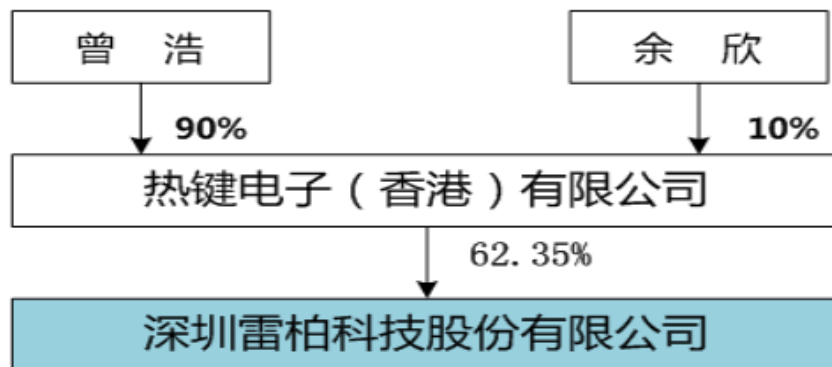 曾 浩
余 欣
90%
10%
热键电子(香港)有限公司
62.35%
深圳雷柏科技股份有限公司